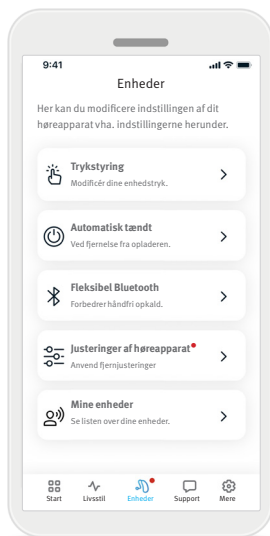 9:41
Enheder
Her kan du modificere indstillingen af dit
høreapparat vha. indstillingerne herunder.
Trykstyring
Modificér dine enhedstryk.
Automatisk tændt
Ved fjernelse fra opladeren.
Fleksibel Bluetooth
Forbedrer håndfri opkald.
Justeringer af høreapparat
Anvend fjernjusteringer
Mine enheder
Se listen over dine enheder.
Start Livsstil Enheder Support Mere